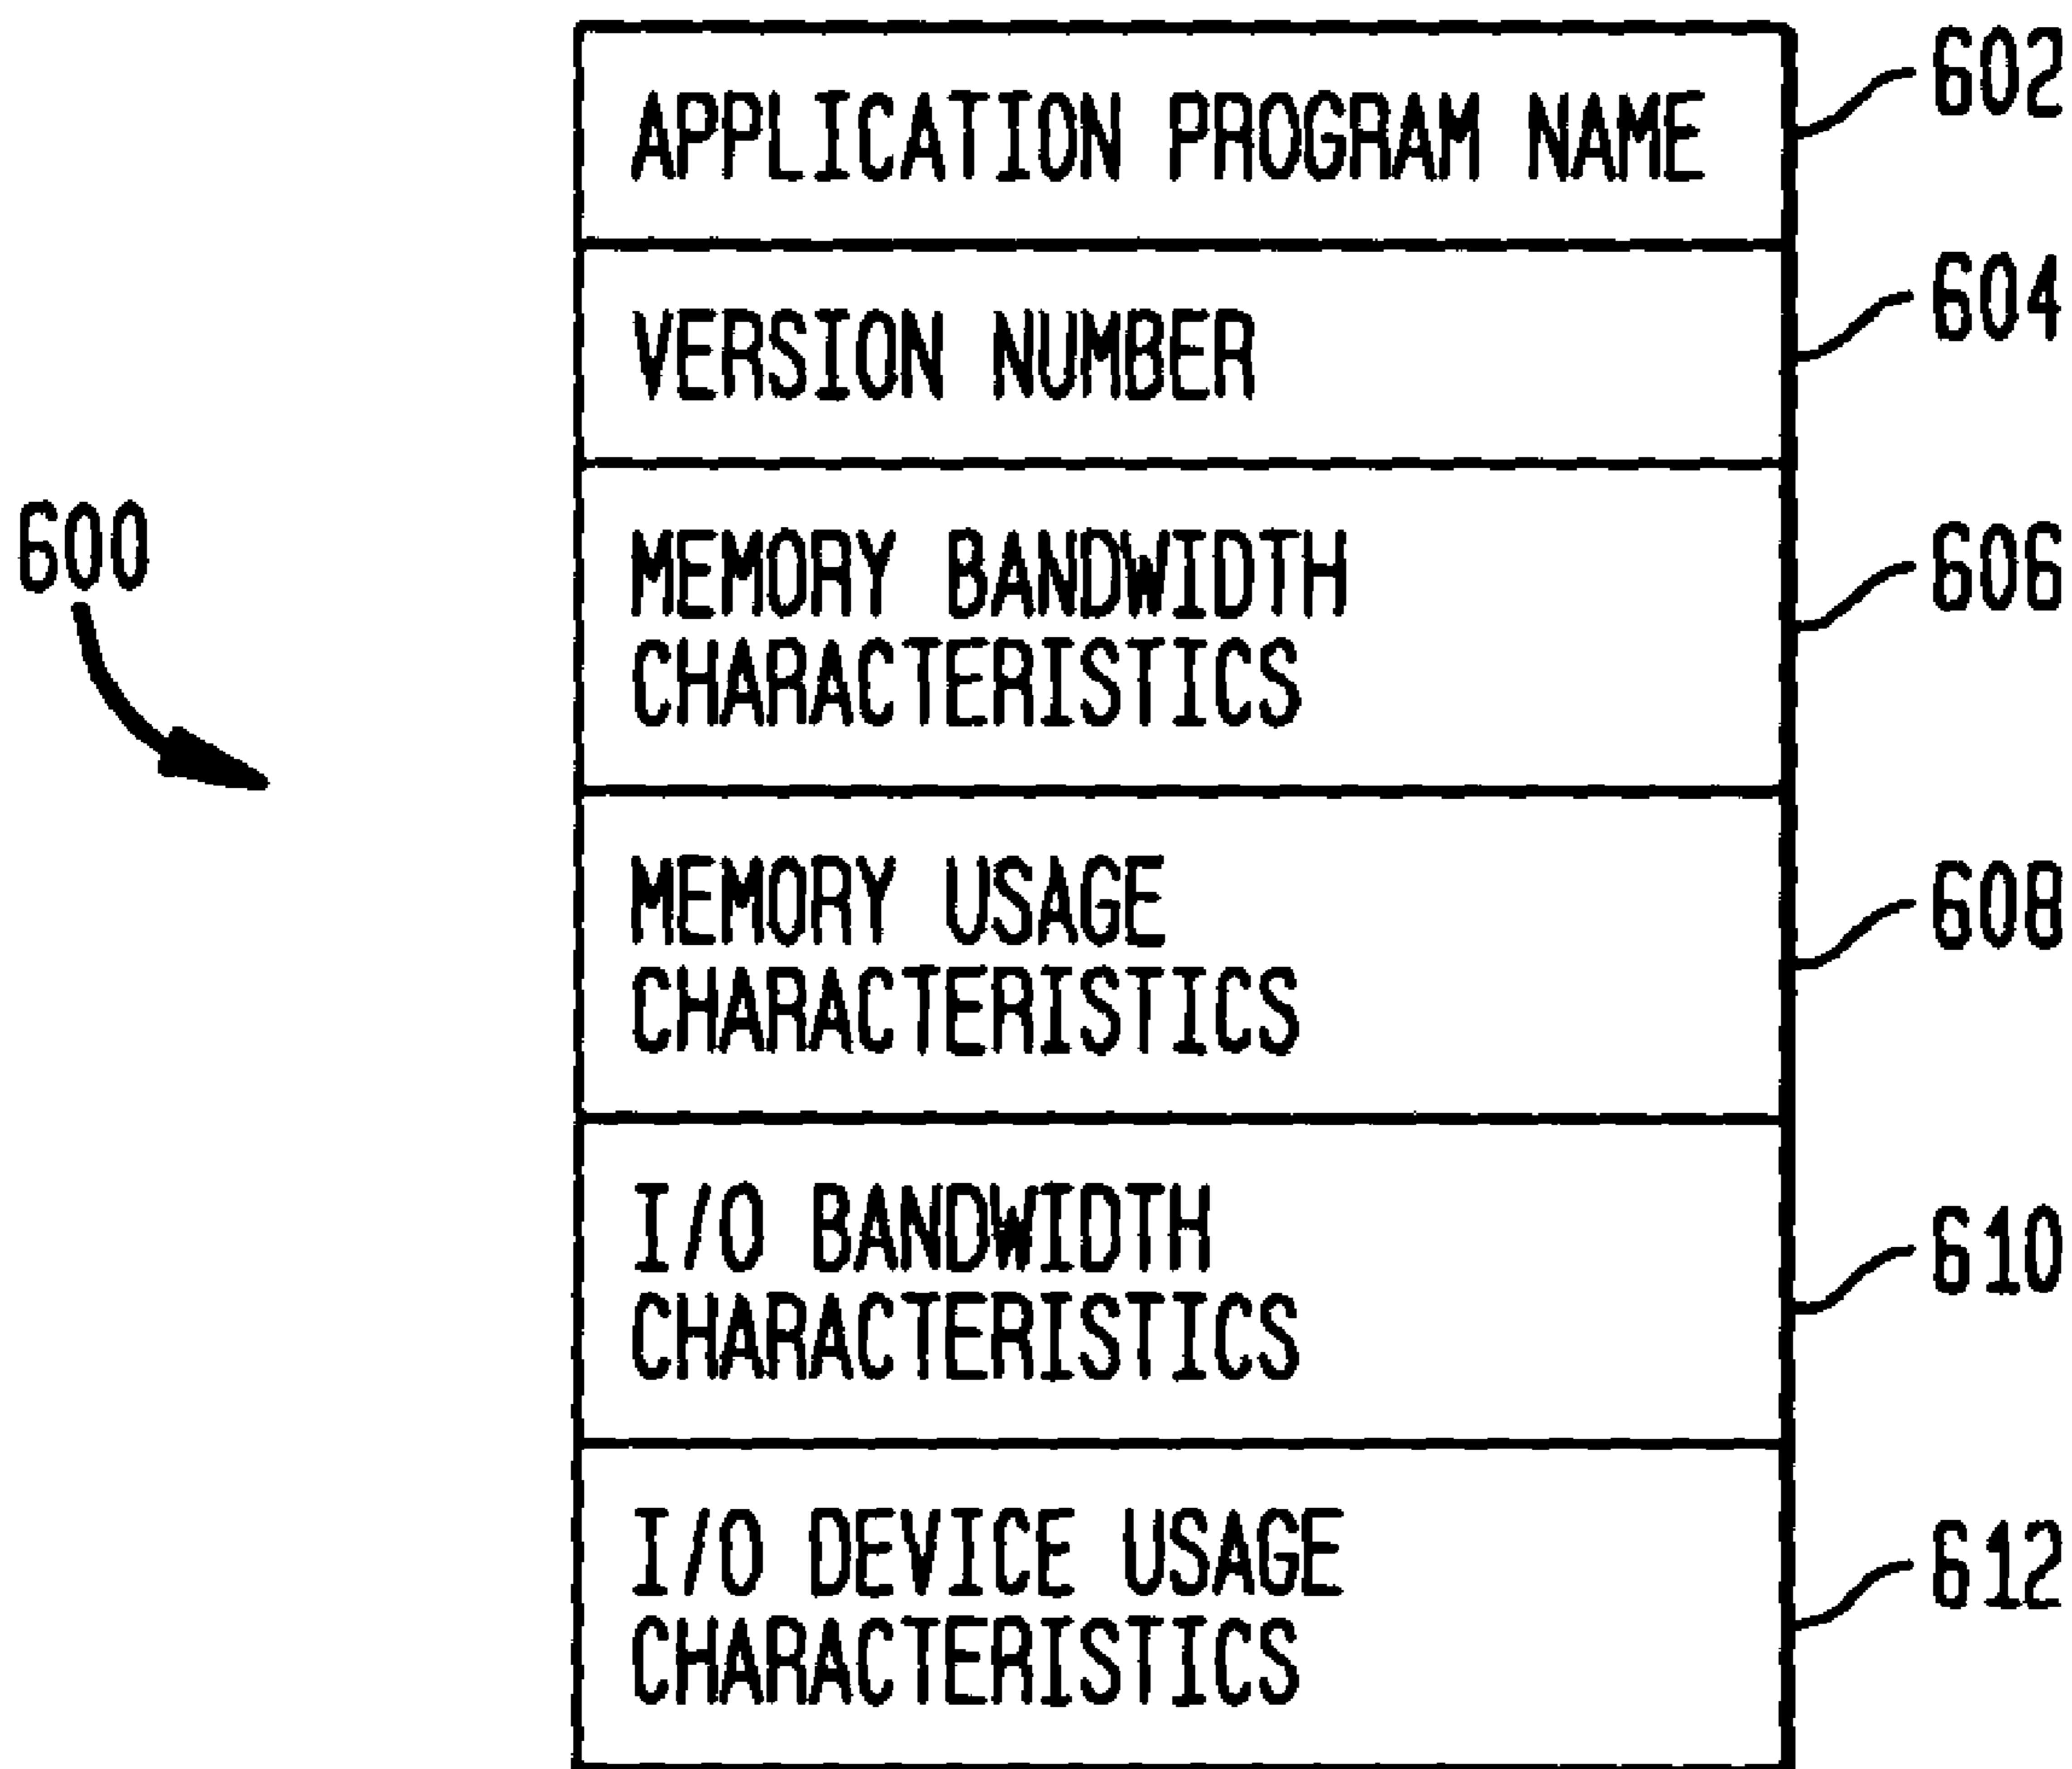 APPLICATION PROGRAM NAME
602
VERSION NUMBER
604
600
MEMORY BANDWIDTH
CHARACTERISTICS
606
MEMORY USAGE
CHARACTERISTICS
608
I/O BANDWIDTH
CHARACTERISTICS
610
I/O DEVICE USAGE
CHARACTERISTICS
612